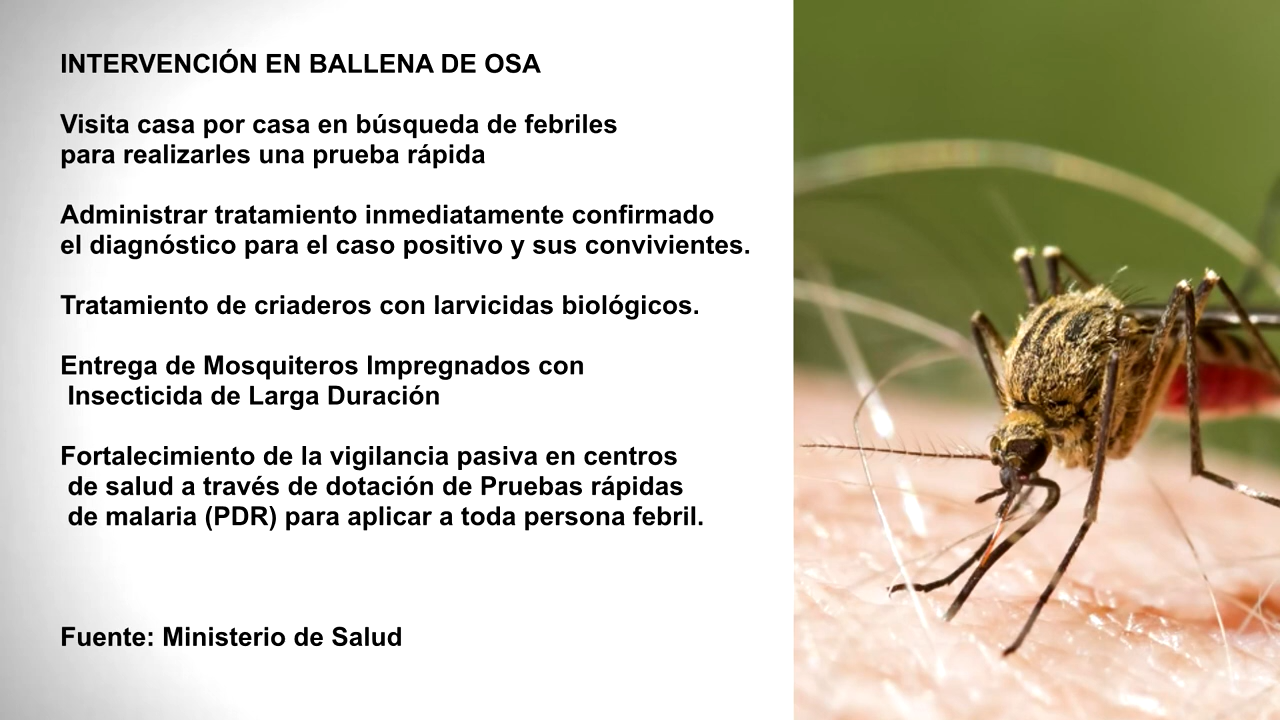 INTERVENCIÓN EN BALLENA DE OSA
Visita casa por casa en búsqueda de febriles
para realizarles una prueba rápida
Administrar tratamiento inmediatamente confirmado
el diagnóstico para el caso positivo y sus convivientes.
Tratamiento de criaderos con larvicidas biológicos.
Entrega de Mosquiteros Impregnados con
Insecticida de Larga Duración
Fortalecimiento de la vigilancia pasiva en centros
de salud a través de dotación de Pruebas rápidas
de malaria (PDR) para aplicar a toda persona febril.
Fuente: Ministerio de Salud